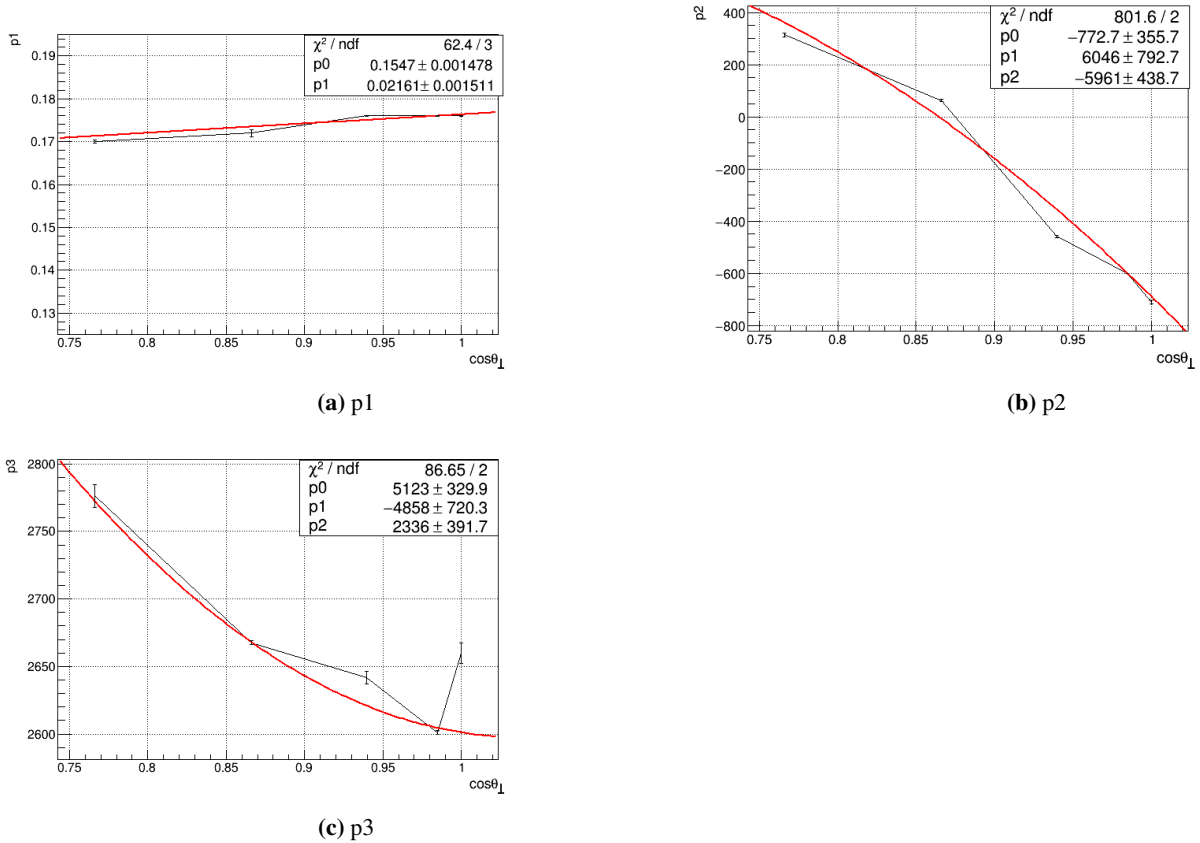 p1
χ² / ndf 62.4 / 3
p0 0.1547 ± 0.001478
p1 0.02161 ± 0.001511
0.19
0.18
0.17
0.16
0.15
0.14
0.13
0.75 0.8 0.85 0.9 0.95 1
cosθ⊥
(a) p1
p2
χ² / ndf 801.6 / 2
p0 −772.7 ± 355.7
p1 6046 ± 792.7
p2 −5961 ± 438.7
400
200
0
−200
−400
−600
−800
0.75 0.8 0.85 0.9 0.95 1
cosθ⊥
(b) p2
p3
χ² / ndf 86.65 / 2
p0 5123 ± 329.9
p1 −4858 ± 720.3
p2 2336 ± 391.7
2800
2750
2700
2650
2600
0.75 0.8 0.85 0.9 0.95 1
cosθ⊥
(c) p3